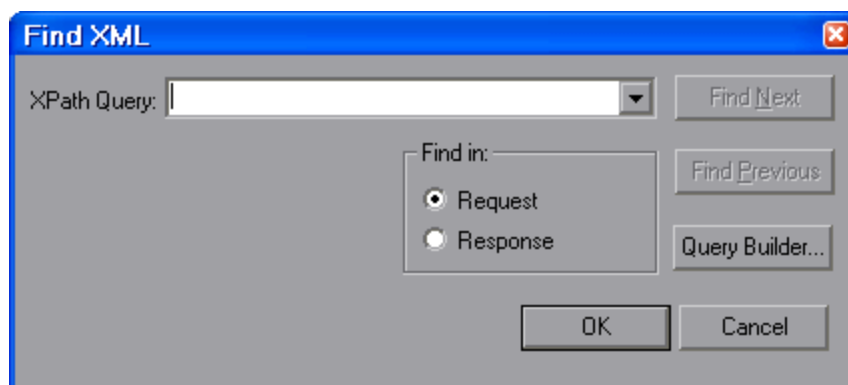 Find XML
XPath Query:
Find Next
Find in:
Find Previous
Request
Response
Query Builder...
OK
Cancel